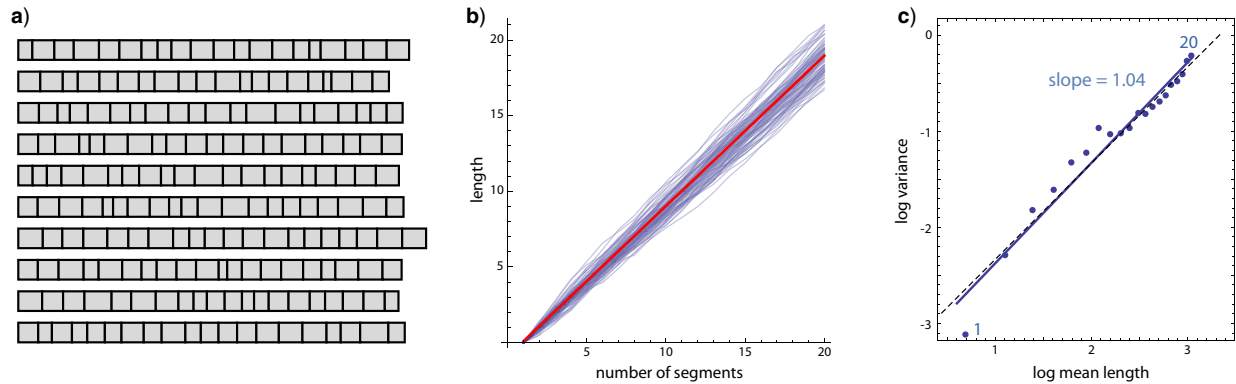 a)
b)
20
15
10
5
length
5
10
15
20
number of segments
c)
0
-1
-2
-3
log variance
20
slope = 1.04
1
1
2
3
log mean length